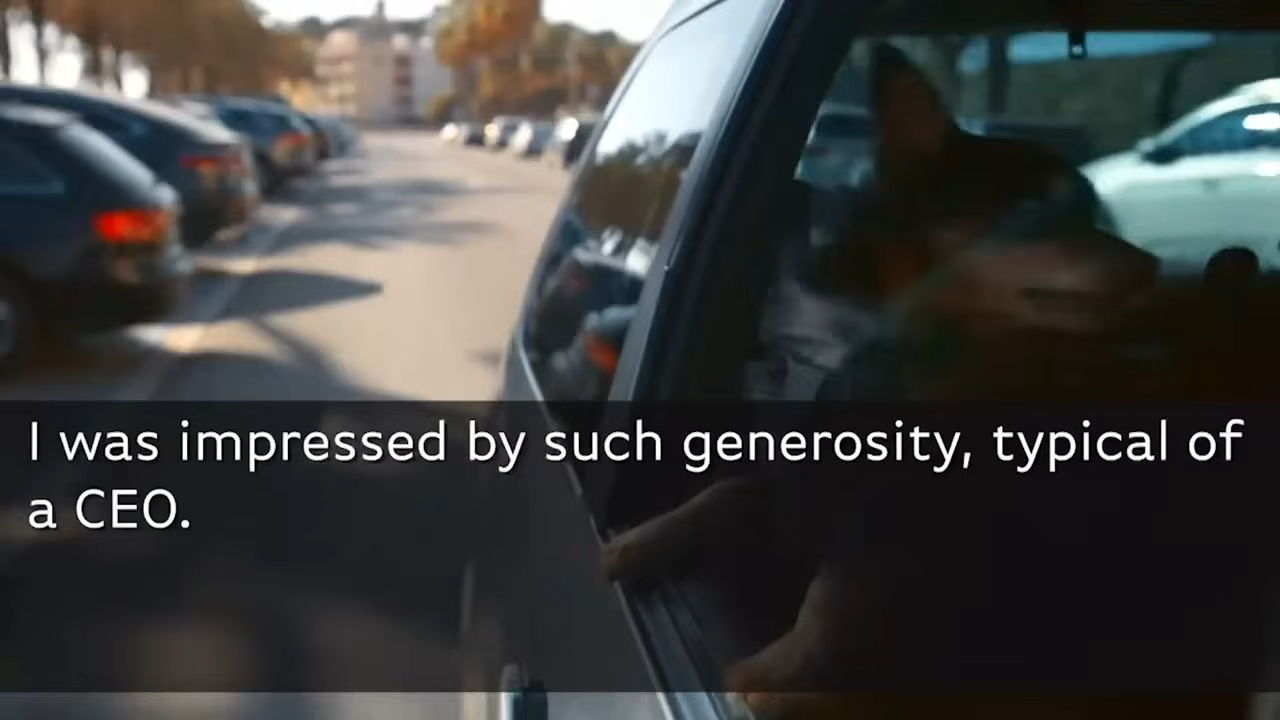 I was impressed by such generosity, typical of
a CEO.